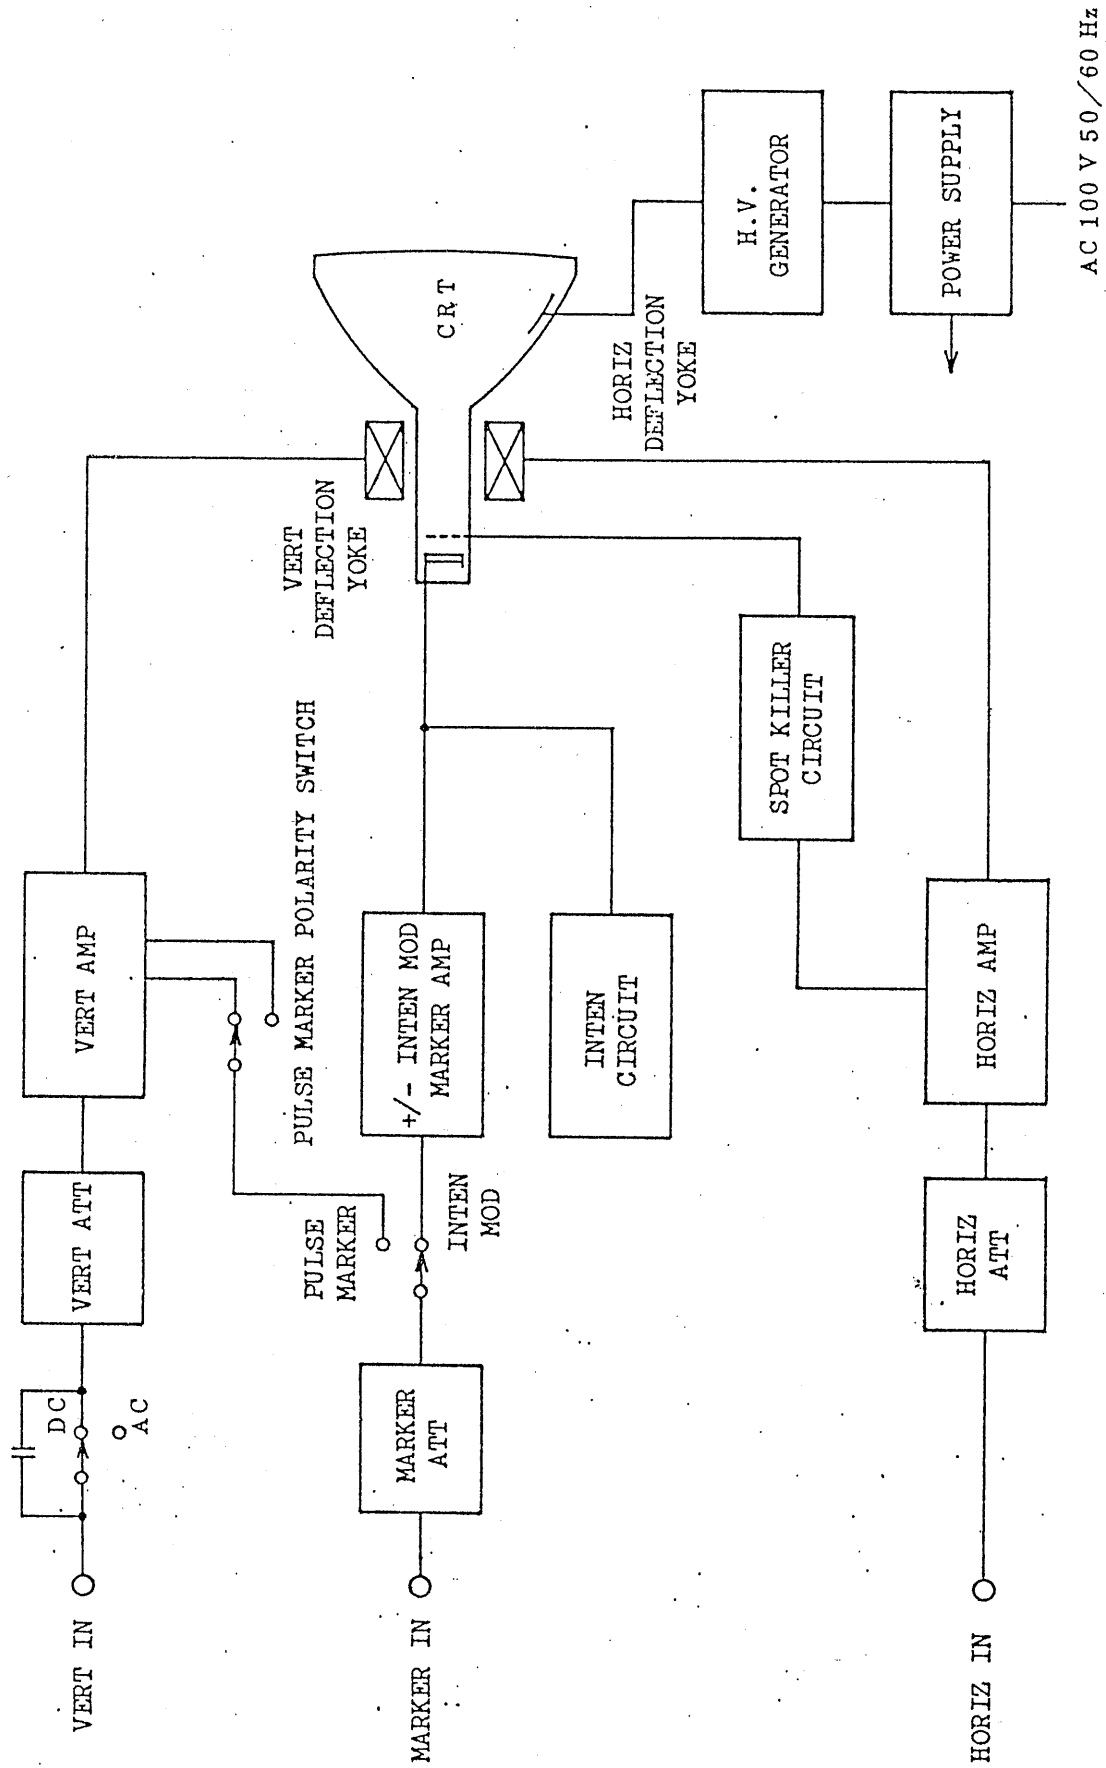 VERT IN
DC
AC
VERT ATT
VERT AMP
VERT
DEFLECTION
YOKE
PULSE MARKER POLARITY SWITCH
MARKER IN
MARKER
ATT
PULSE
MARKER
INTEN
MOD
+/- INTEN MOD
MARKER AMP
INTEN
CIRCUIT
CRT
HORIZ
DEFLECTION
YOKE
SPOT KILLER
CIRCUIT
H.V.
GENERATOR
POWER SUPPLY
AC 100 V 50/60 Hz
HORIZ IN
HORIZ
ATT
HORIZ AMP